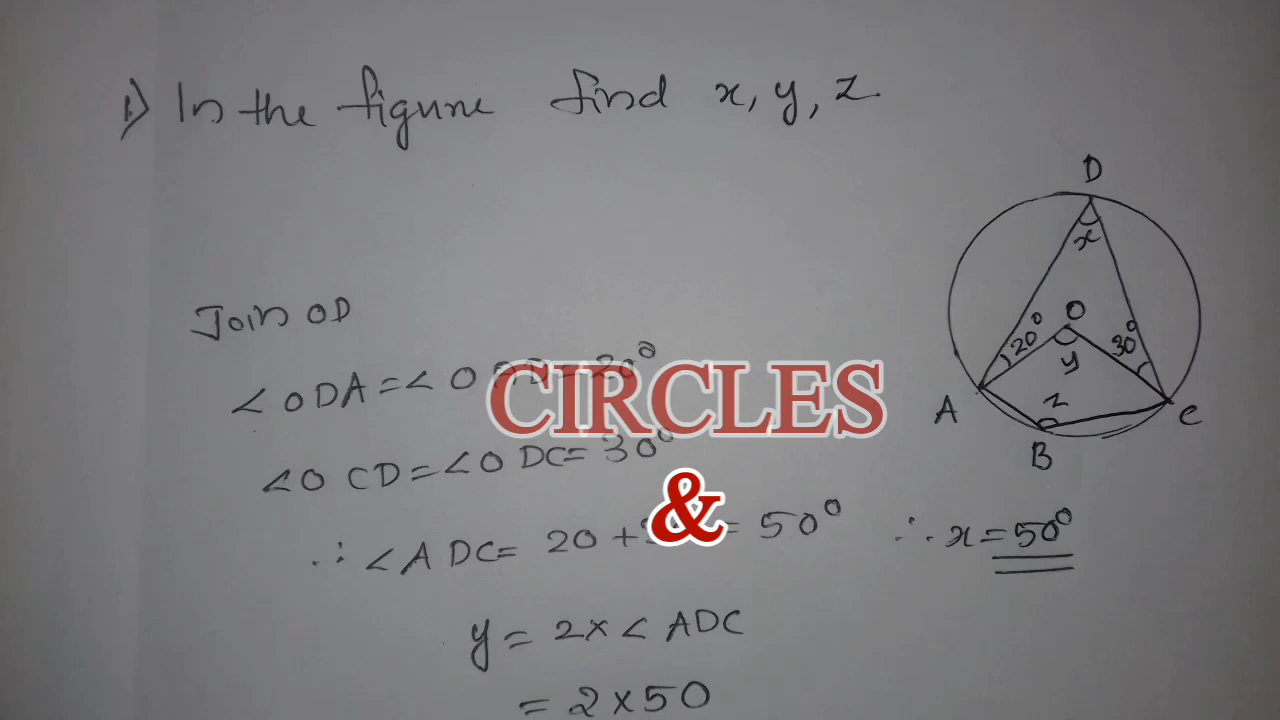 1) In the figure find x, y, z.
D
x
Join OD
O
20°
30°
y
∠ODA = ∠O = 20°
z
A
C
CIRCLES
B
∠OCD = ∠ODC = 30°
&
∴ ∠ADC = 20 + = 50° ∴ x = 50°
y = 2 x ∠ADC
= 2 x 50